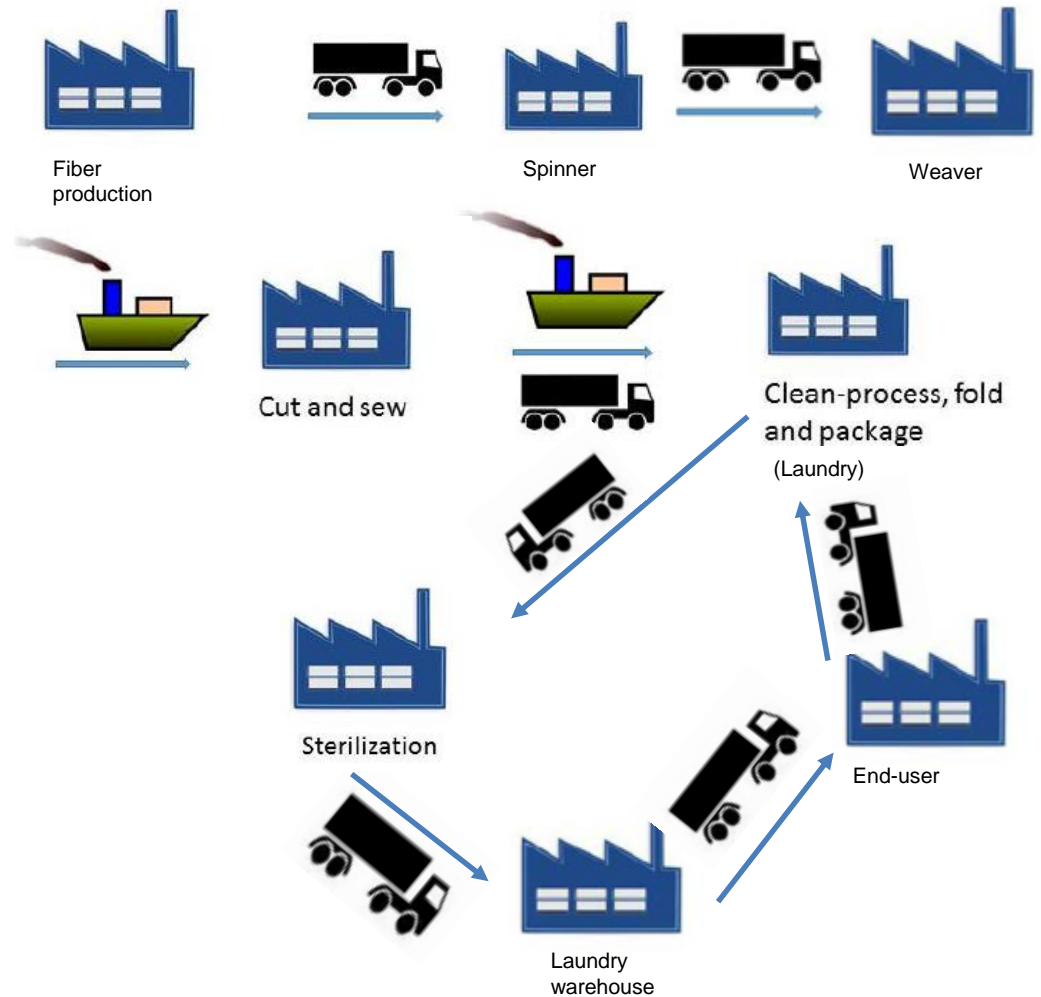 Fiber
production
Spinner
Weaver
Cut and sew
Clean-process, fold
and package
(Laundry)
Sterilization
End-user
Laundry
warehouse